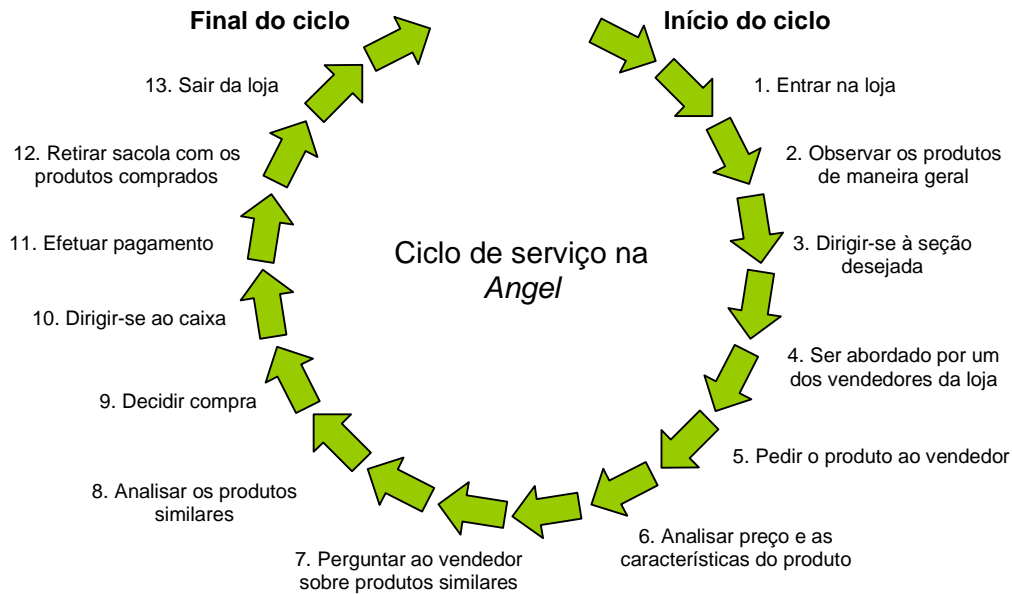 Final do ciclo
Início do ciclo
1. Entrar na loja
2. Observar os produtos
de maneira geral
3. Dirigir-se à seção
desejada
4. Ser abordado por um
dos vendedores da loja
5. Pedir o produto ao vendedor
6. Analisar preço e as
características do produto
7. Perguntar ao vendedor
sobre produtos similares
8. Analisar os produtos
similares
9. Decidir compra
10. Dirigir-se ao caixa
11. Efetuar pagamento
12. Retirar sacola com os
produtos comprados
13. Sair da loja
Ciclo de serviço na
Angel